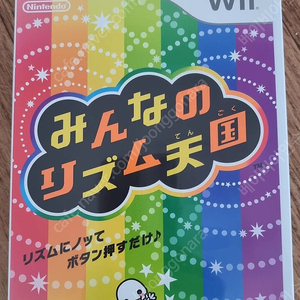 Nintendo
Wii
みんなの
リズム天国
てん
ごく
TM
リズムにノッて
ボタン押すだけ♪